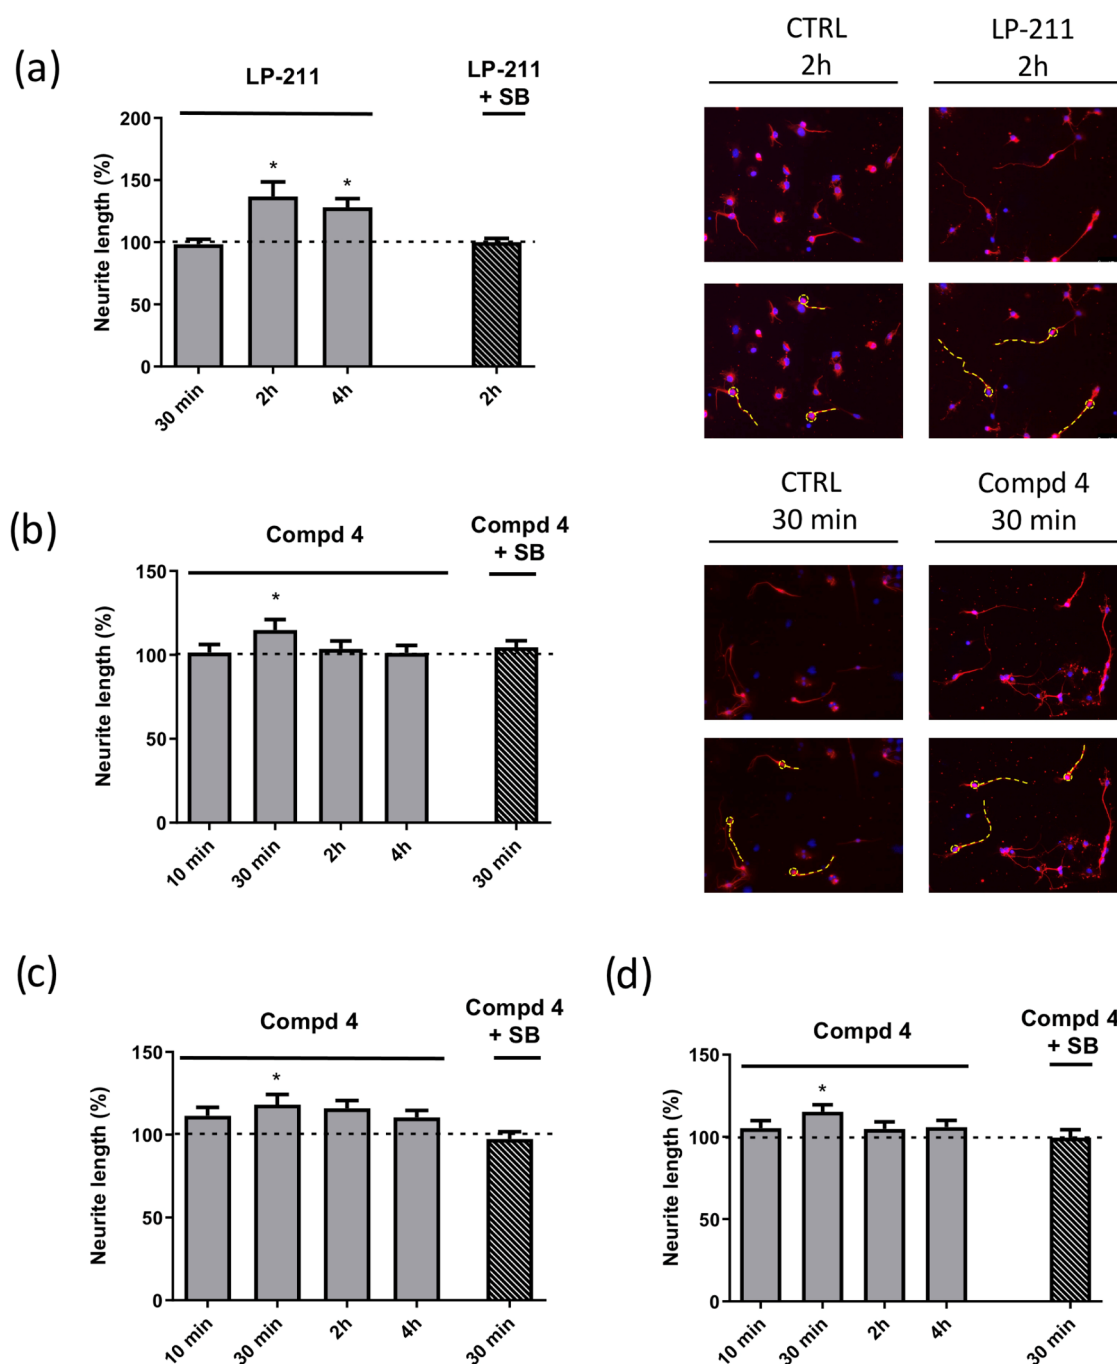 (a)
LP-211
LP-211
+ SB
Neurite length (%)
200
150
100
50
0
*
*
30 min
2h
4h
2h
CTRL
2h
LP-211
2h
(b)
Compd 4
Compd 4
+ SB
Neurite length (%)
150
100
50
0
*
10 min
30 min
2h
4h
30 min
CTRL
30 min
Compd 4
30 min
(c)
Compd 4
Compd 4
+ SB
Neurite length (%)
150
100
50
0
*
10 min
30 min
2h
4h
30 min
(d)
Compd 4
Compd 4
+ SB
Neurite length (%)
150
100
50
0
*
10 min
30 min
2h
4h
30 min